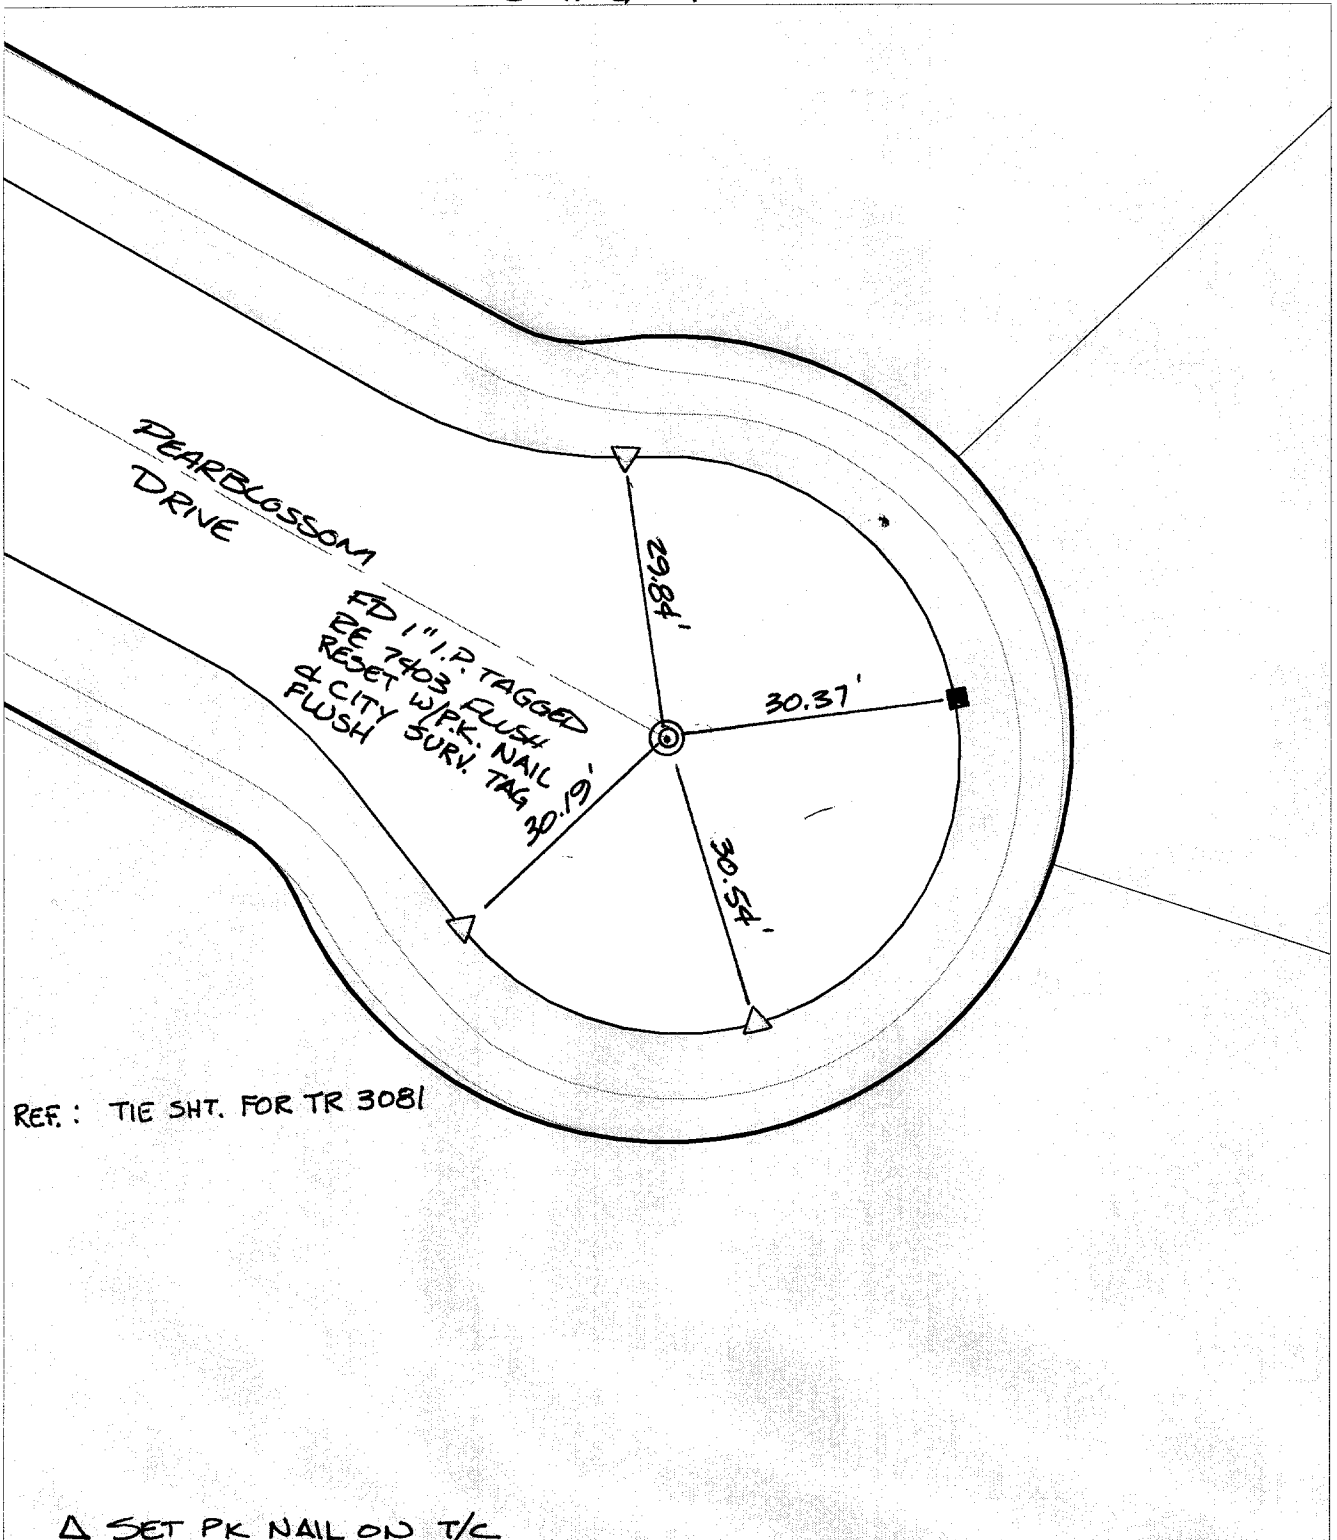 PEARBLOSSOM
DRIVE
FD 1" I.P. TAGGED
RE 7403 FLUSH
RESET W/P.K. NAIL
& CITY SURV. TAG
FLUSH
29.84'
30.37'
30.19'
30.54'
REF.: TIE SHT. FOR TR 3081
△ SET PK NAIL ON T/C